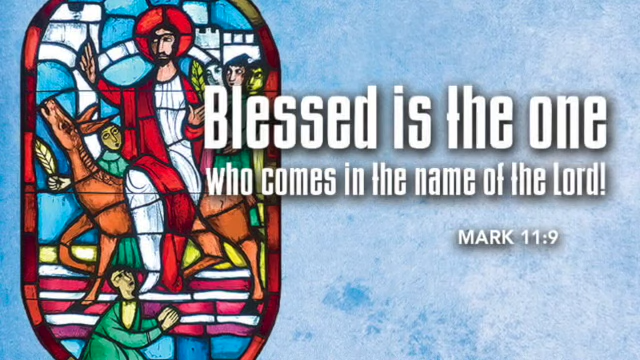 Blessed is the one
who comes in the name of the Lord!
MARK 11:9